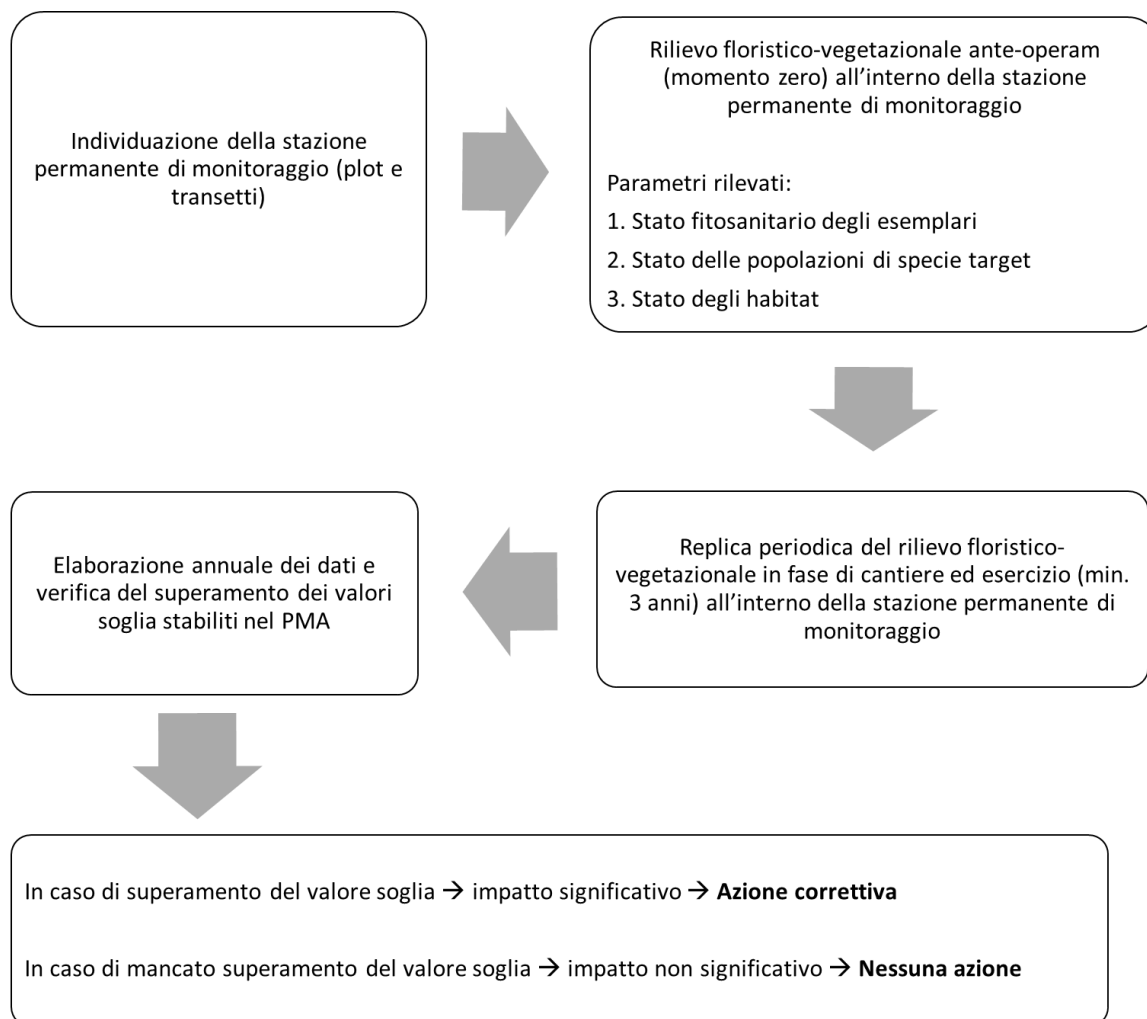 Individuazione della stazione
permanente di monitoraggio (plot e
transetti)
Rilievo floristico-vegetazionale ante-operam
(momento zero) all’interno della stazione
permanente di monitoraggio
Parametri rilevati:
1. Stato fitosanitario degli esemplari
2. Stato delle popolazioni di specie target
3. Stato degli habitat
Replica periodica del rilievo floristico-
vegetazionale in fase di cantiere ed esercizio (min.
3 anni) all’interno della stazione permanente di
monitoraggio
Elaborazione annuale dei dati e
verifica del superamento dei valori
soglia stabiliti nel PMA
In caso di superamento del valore soglia → impatto significativo → Azione correttiva
In caso di mancato superamento del valore soglia → impatto non significativo → Nessuna azione